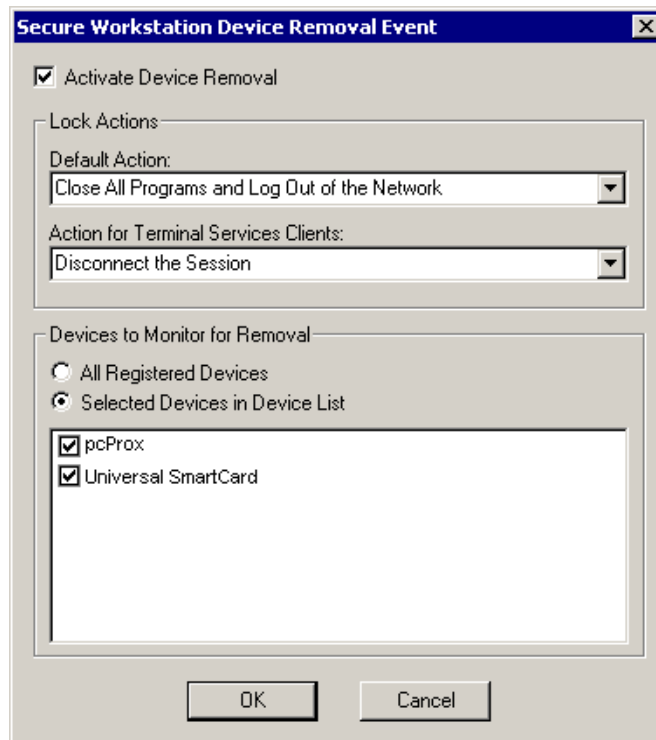 Secure Workstation Device Removal Event
Activate Device Removal
Lock Actions
Default Action:
Close All Programs and Log Out of the Network
Action for Terminal Services Clients:
Disconnect the Session
Devices to Monitor for Removal
All Registered Devices
Selected Devices in Device List
pcProx
Universal SmartCard
OK
Cancel